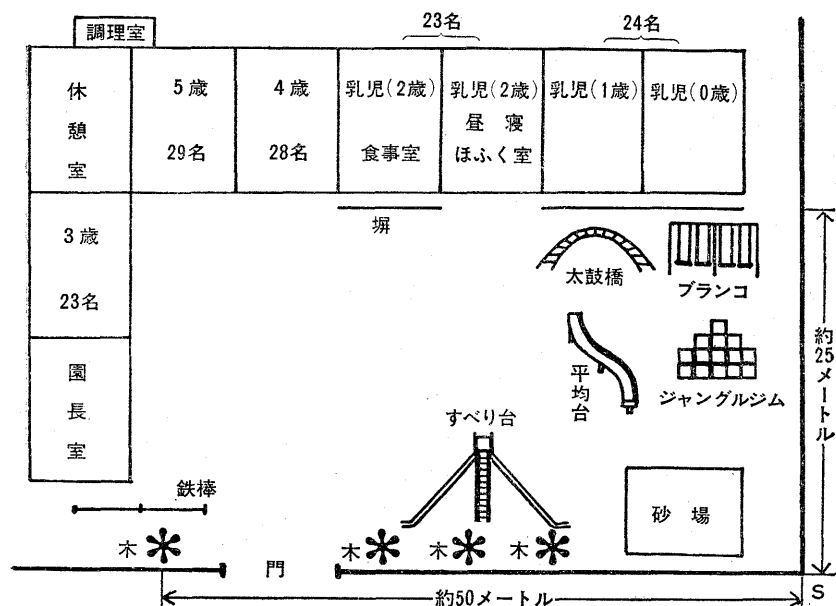 23名
24名
調理室
休憩室
5歳
29名
4歳
28名
乳児(2歳)
食事室
乳児(2歳)
昼寝
ほふく室
乳児(1歳)
乳児(0歳)
3歳
23名
園長室
塀
太鼓橋
ブランコ
平均台
ジャングルジム
すべり台
砂場
鉄棒
木
木
木
木
門
約25メートル
約50メートル
S